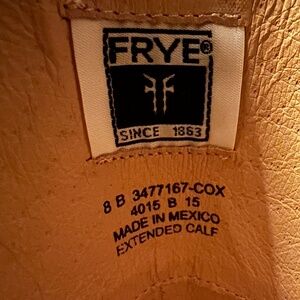 FRYE®
SINCE 1863
8 B 3477167-COX
4015 B 15
MADE IN MEXICO
EXTENDED CALF